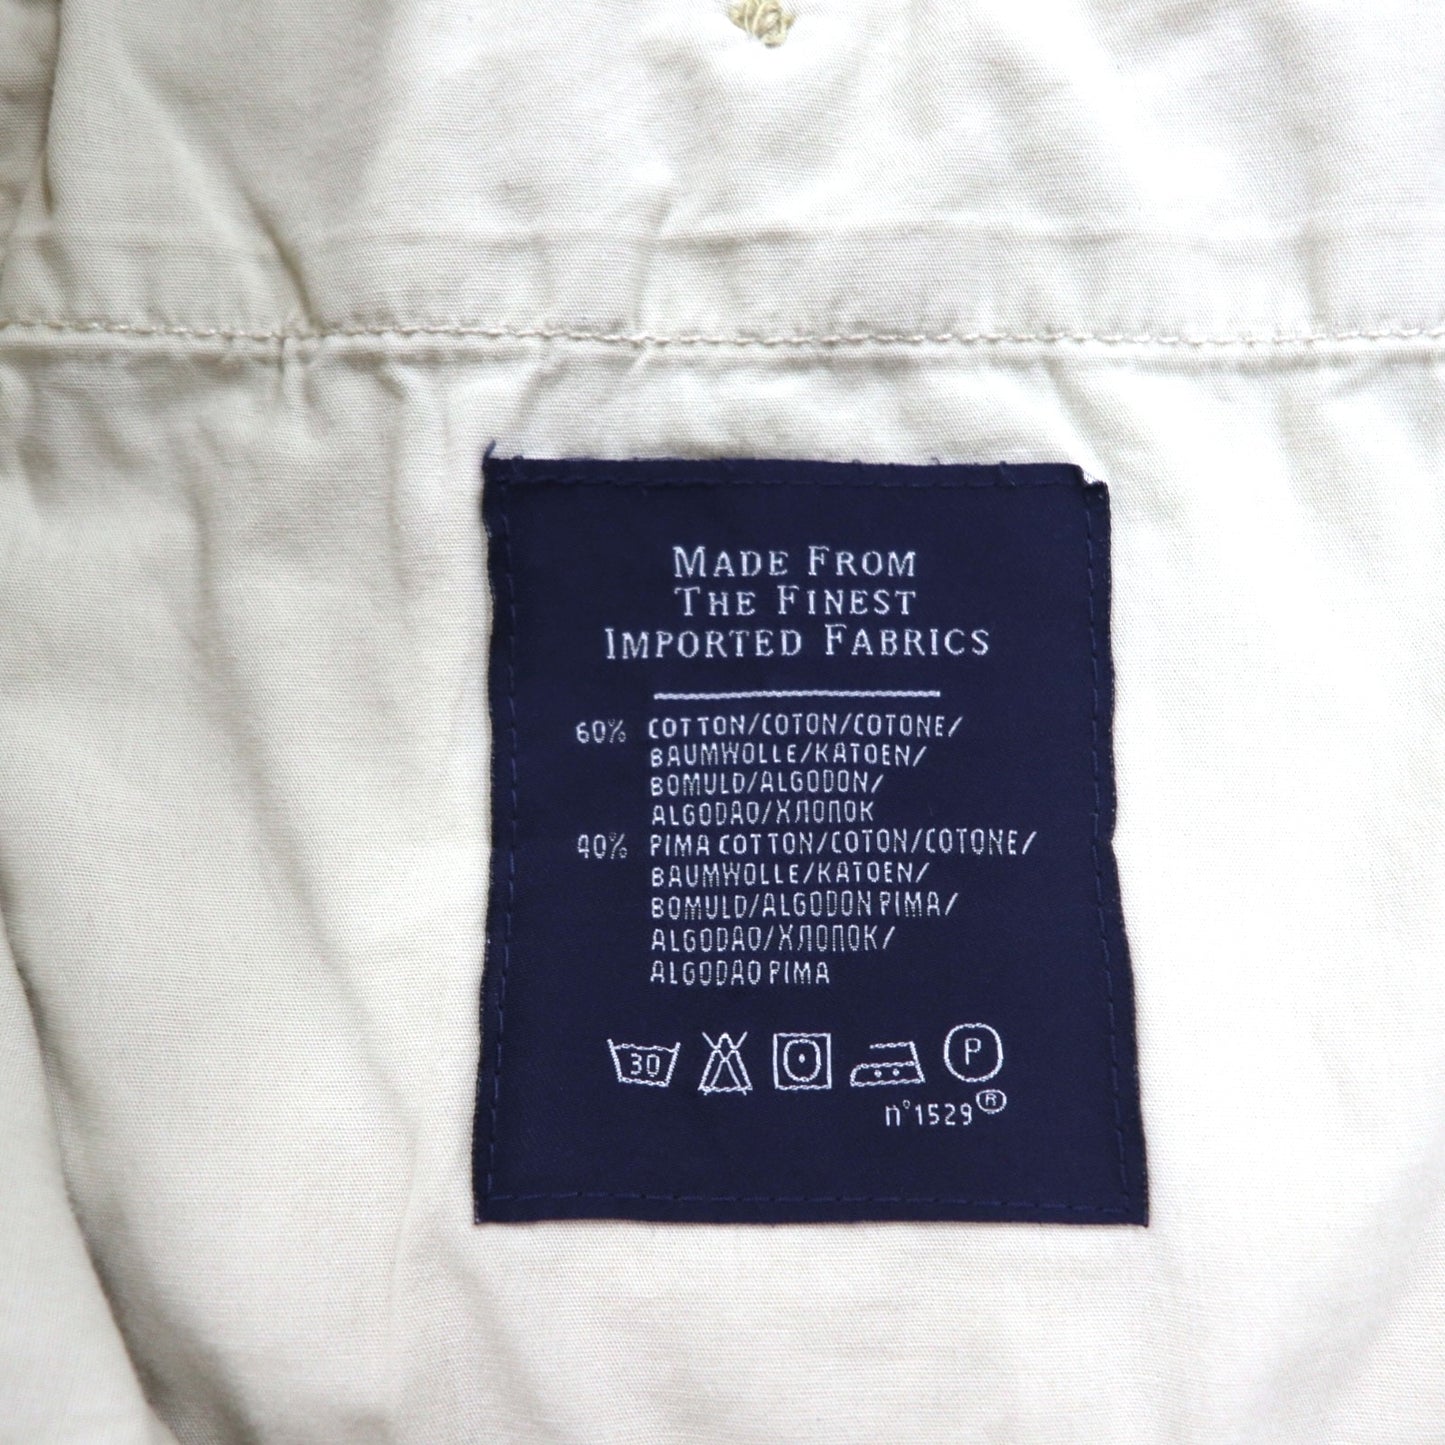 MADE FROM
THE FINEST
IMPORTED FABRICS
60% COTTON/COTON/COTONE/
BAUMWOLLE/KATOEN/
BOMULD/ALGODON/
ALGODAO/ХЛОПОК
40% PIMA COTTON/COTON/COTONE/
BAUMWOLLE/KATOEN/
BOMULD/ALGODON PIMA/
ALGODAO/ХЛОПОК/
ALGODAO PIMA
30 P
n°1529®